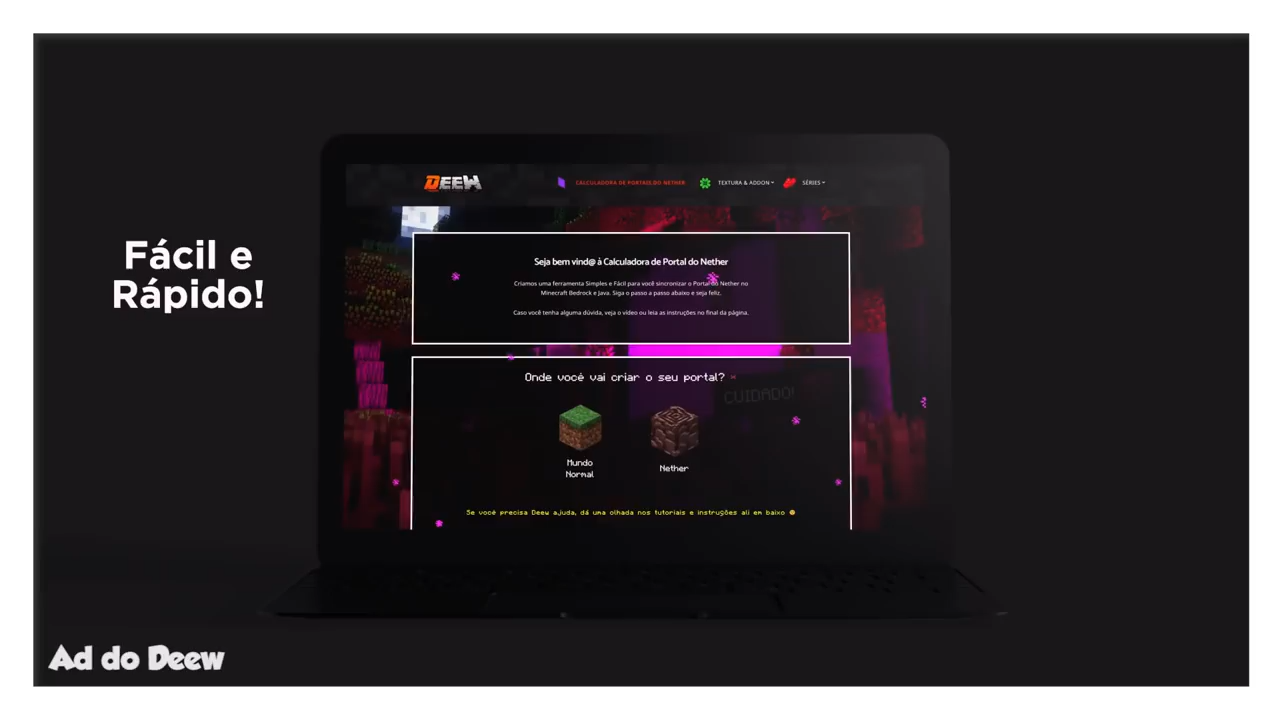 DEEW
CALCULADORA DE PORTAIS DO NETHER
TEXTURA & ADDON
SÉRIES
Fácil e
Rápido!
Seja bem vind@ à Calculadora de Portal do Nether
Criamos uma ferramenta Simples e Fácil para você sincronizar o Portal do Nether no
Minecraft Bedrock e Java. Siga o passo a passo abaixo e seja feliz.
Caso você tenha alguma dúvida, veja o vídeo ou leia as instruções no final da página.
Onde você vai criar o seu portal?
CUIDADO!
Mundo
Normal
Nether
Se você precisa Deew ajuda, dá uma olhada nos tutoriais e instruções ali em baixo
Ad do Deew